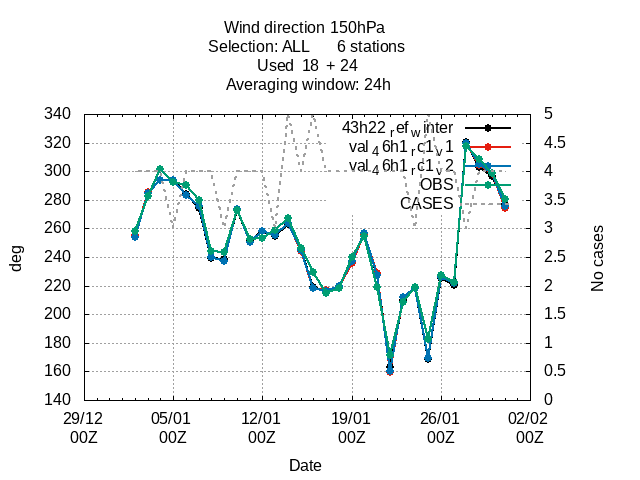 Wind direction 150hPa
Selection: ALL 6 stations
Used 18 + 24
Averaging window: 24h
340
320
300
280
260
240
220
200
180
160
140
deg
5
4.5
4
3.5
3
2.5
2
1.5
1
0.5
0
No cases
43h22refwinter
val46h1rc1v1
val46h1rc1v2
OBS
CASES
29/12 05/01 12/01 19/01 26/01 02/02
00Z 00Z 00Z 00Z 00Z 00Z
Date